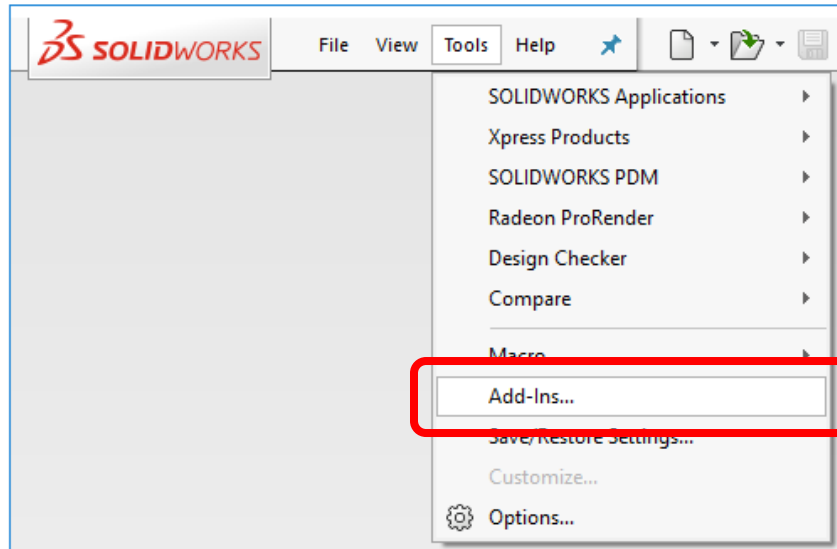 SOLIDWORKS File View Tools Help
SOLIDWORKS Applications
Xpress Products
SOLIDWORKS PDM
Radeon ProRender
Design Checker
Compare
Macro
Add-Ins...
Save/Restore Settings...
Customize...
Options...